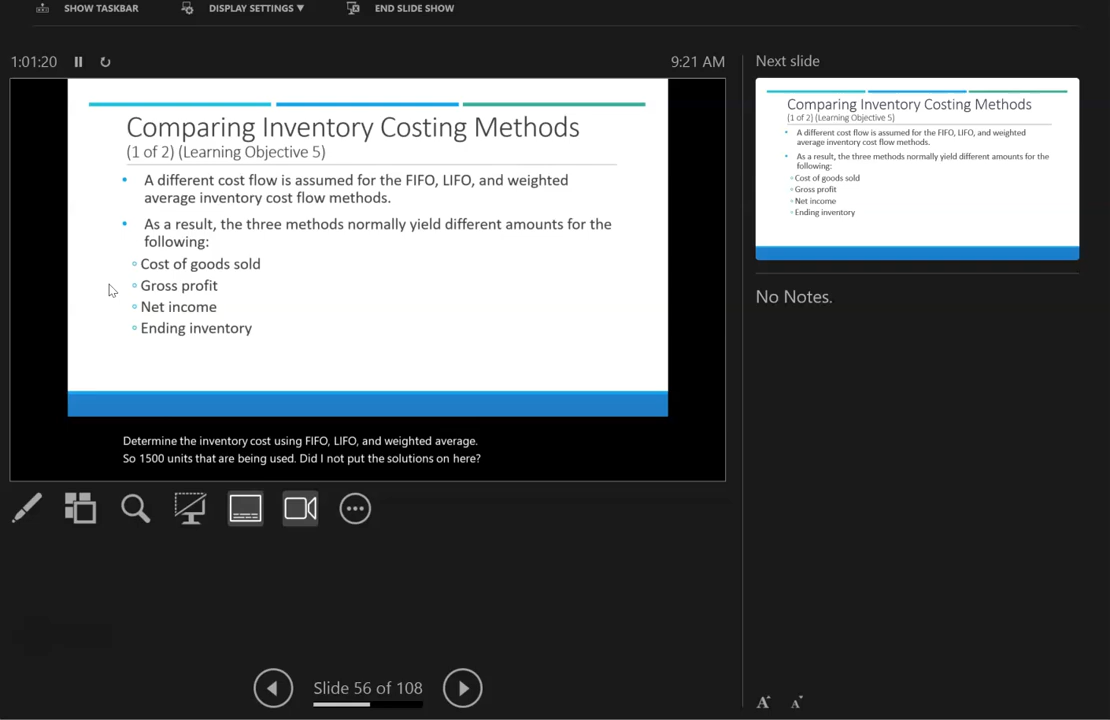 SHOW TASKBAR
DISPLAY SETTINGS ▼
END SLIDE SHOW
1:01:20
9:21 AM
Comparing Inventory Costing Methods
(1 of 2) (Learning Objective 5)
• A different cost flow is assumed for the FIFO, LIFO, and weighted
average inventory cost flow methods.
• As a result, the three methods normally yield different amounts for the
following:
◦ Cost of goods sold
◦ Gross profit
◦ Net income
◦ Ending inventory
Determine the inventory cost using FIFO, LIFO, and weighted average.
So 1500 units that are being used. Did I not put the solutions on here?
Next slide
Comparing Inventory Costing Methods
(1 of 2) (Learning Objective 5)
• A different cost flow is assumed for the FIFO, LIFO, and weighted
average inventory cost flow methods.
• As a result, the three methods normally yield different amounts for the
following:
◦ Cost of goods sold
◦ Gross profit
◦ Net income
◦ Ending inventory
No Notes.
Slide 56 of 108
A
A